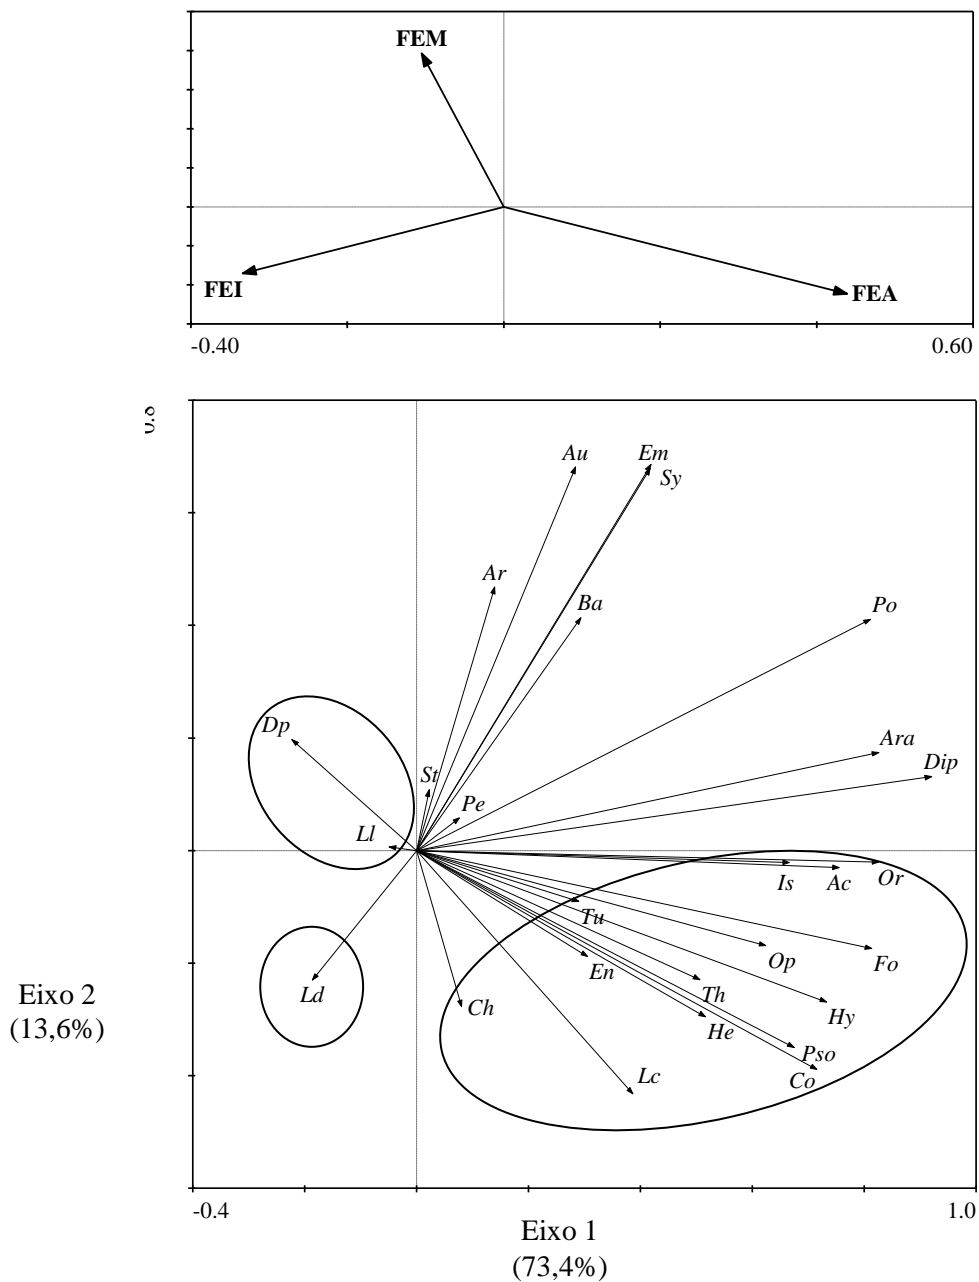 FEM
FEI
FEA
-0.40
0.60
Au
Em
Sy
Ar
Ba
Po
Dp
Ara
Dip
St
Pe
Ll
Is
Ac
Or
Tu
Op
Fo
En
Ld
Ch
Th
Hy
He
Pso
Co
Lc
Eixo 2
(13,6%)
-0.4
1.0
Eixo 1
(73,4%)